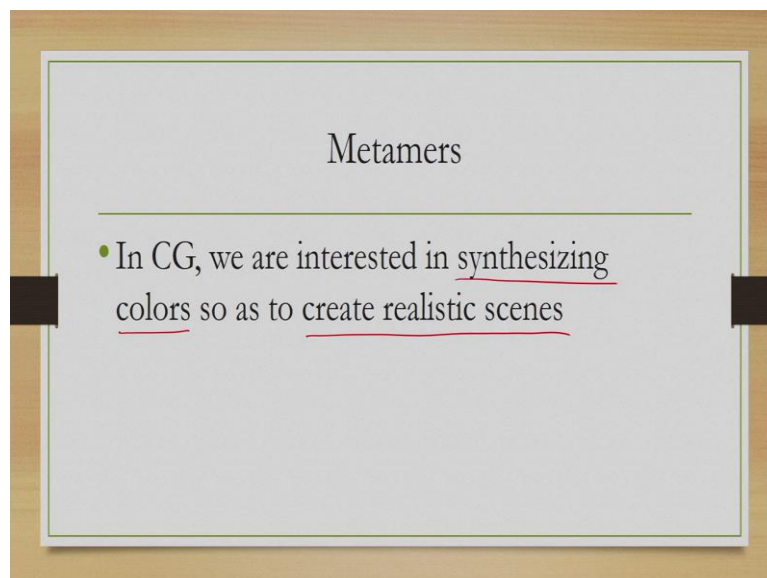 Metamers
• In CG, we are interested in synthesizing
colors so as to create realistic scenes